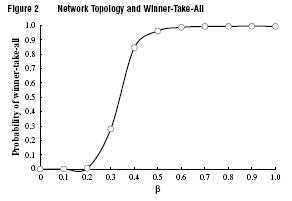 Figure 2 Network Topology and Winner-Take-All
Probability of winner-take-all
1.0
0.9
0.8
0.7
0.6
0.5
0.4
0.3
0.2
0.1
0
0 0.1 0.2 0.3 0.4 0.5 0.6 0.7 0.8 0.9 1.0
β